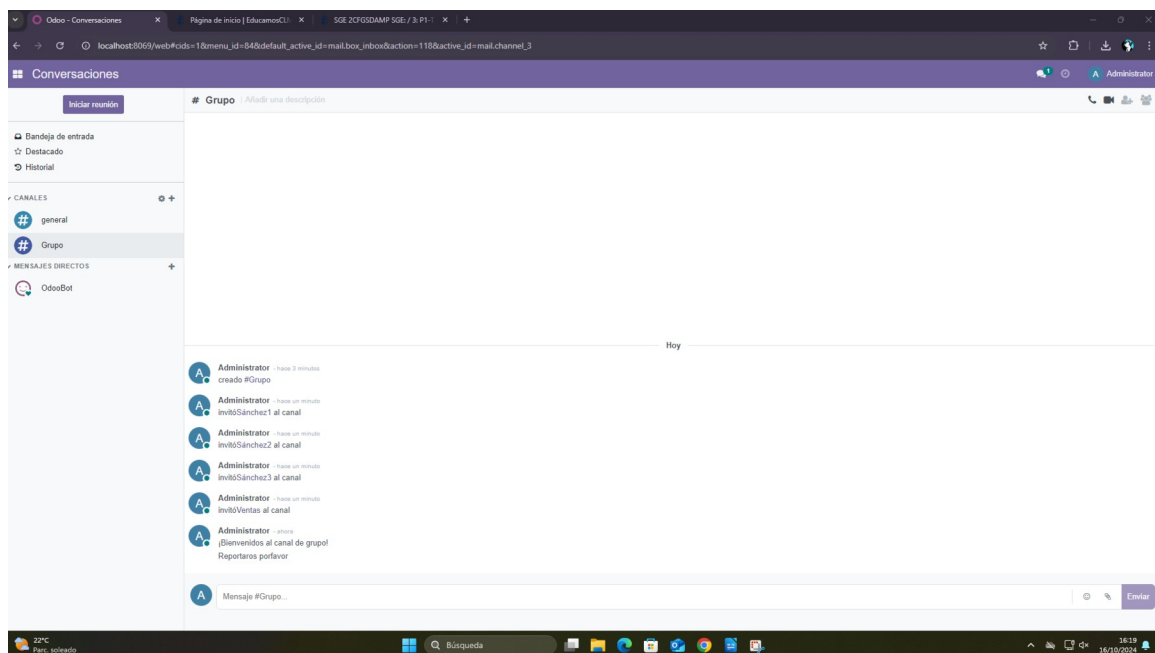 Odoo - Conversaciones
Página de inicio | EducamosCL
SGE 2CFGSDAMP SGE: / 3: P1-1
localhost:8069/web#cids=1&menu_id=84&default_active_id=mail.box_inbox&action=118&active_id=mail.channel_3
Conversaciones
1
A Administrator
Iniciar reunión
# Grupo Añadir una descripción
Bandeja de entrada
Destacado
Historial
CANALES
general
Grupo
MENSAJES DIRECTOS
OdooBot
Hoy
Administrator - hace 3 minutos
creado #Grupo
Administrator - hace un minuto
invitóSánchez1 al canal
Administrator - hace un minuto
invitóSánchez2 al canal
Administrator - hace un minuto
invitóSánchez3 al canal
Administrator - hace un minuto
invitóVentas al canal
Administrator - ahora
¡Bienvenidos al canal de grupo!
Reportaros porfavor
A Mensaje #Grupo...
Enviar
22°C
Parc. soleado
Búsqueda
16:19
16/10/2024